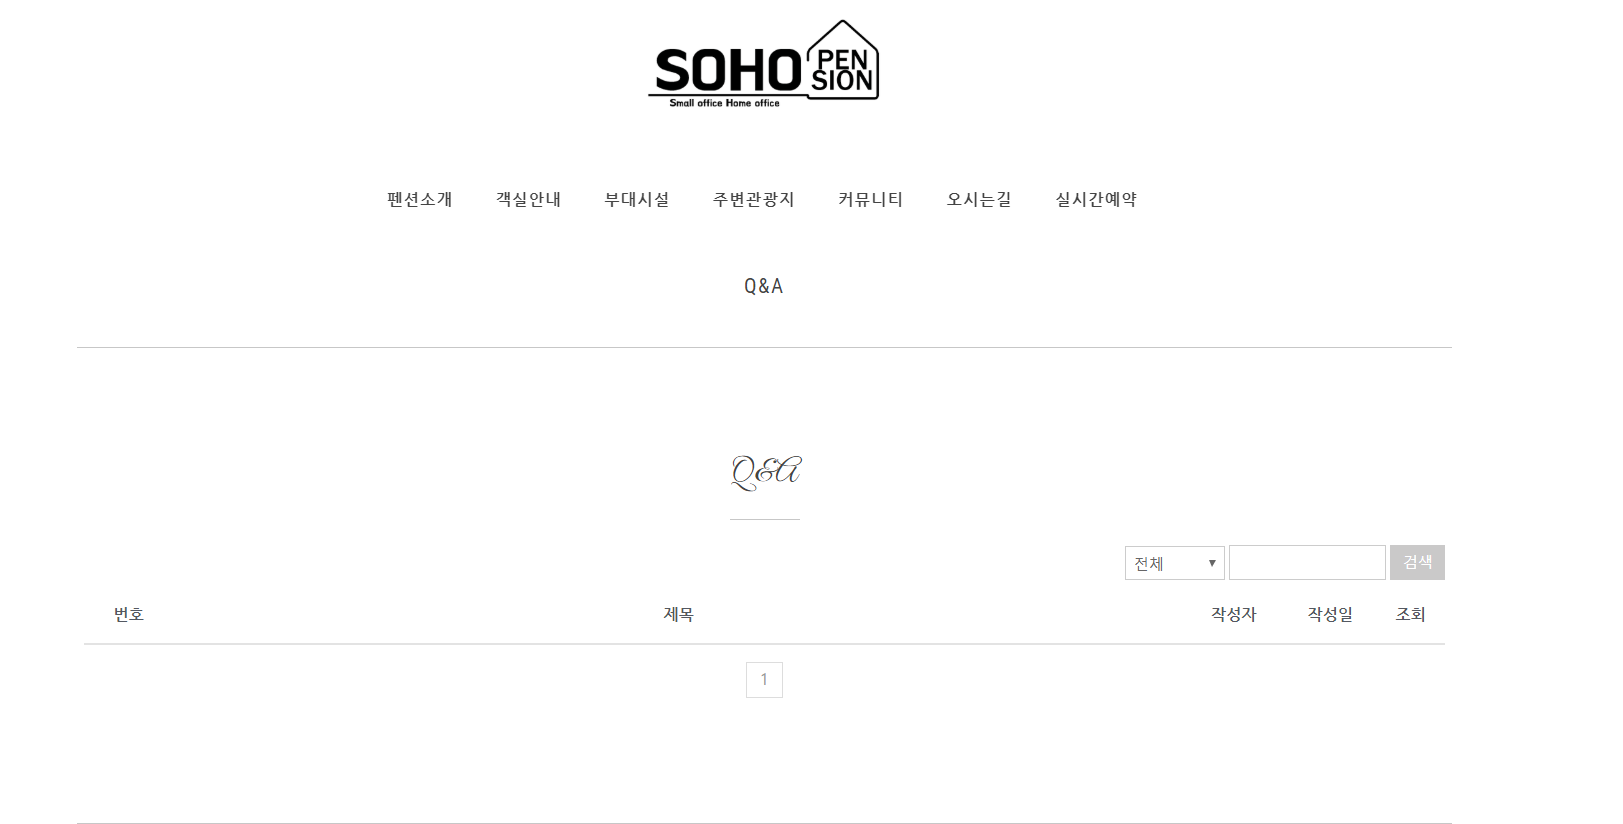 SOHO PENSION
Small office Home office
펜션소개 객실안내 부대시설 주변관광지 커뮤니티 오시는길 실시간예약
Q&A
Q&A
전체 ▼ 검색
번호 제목 작성자 작성일 조회
1